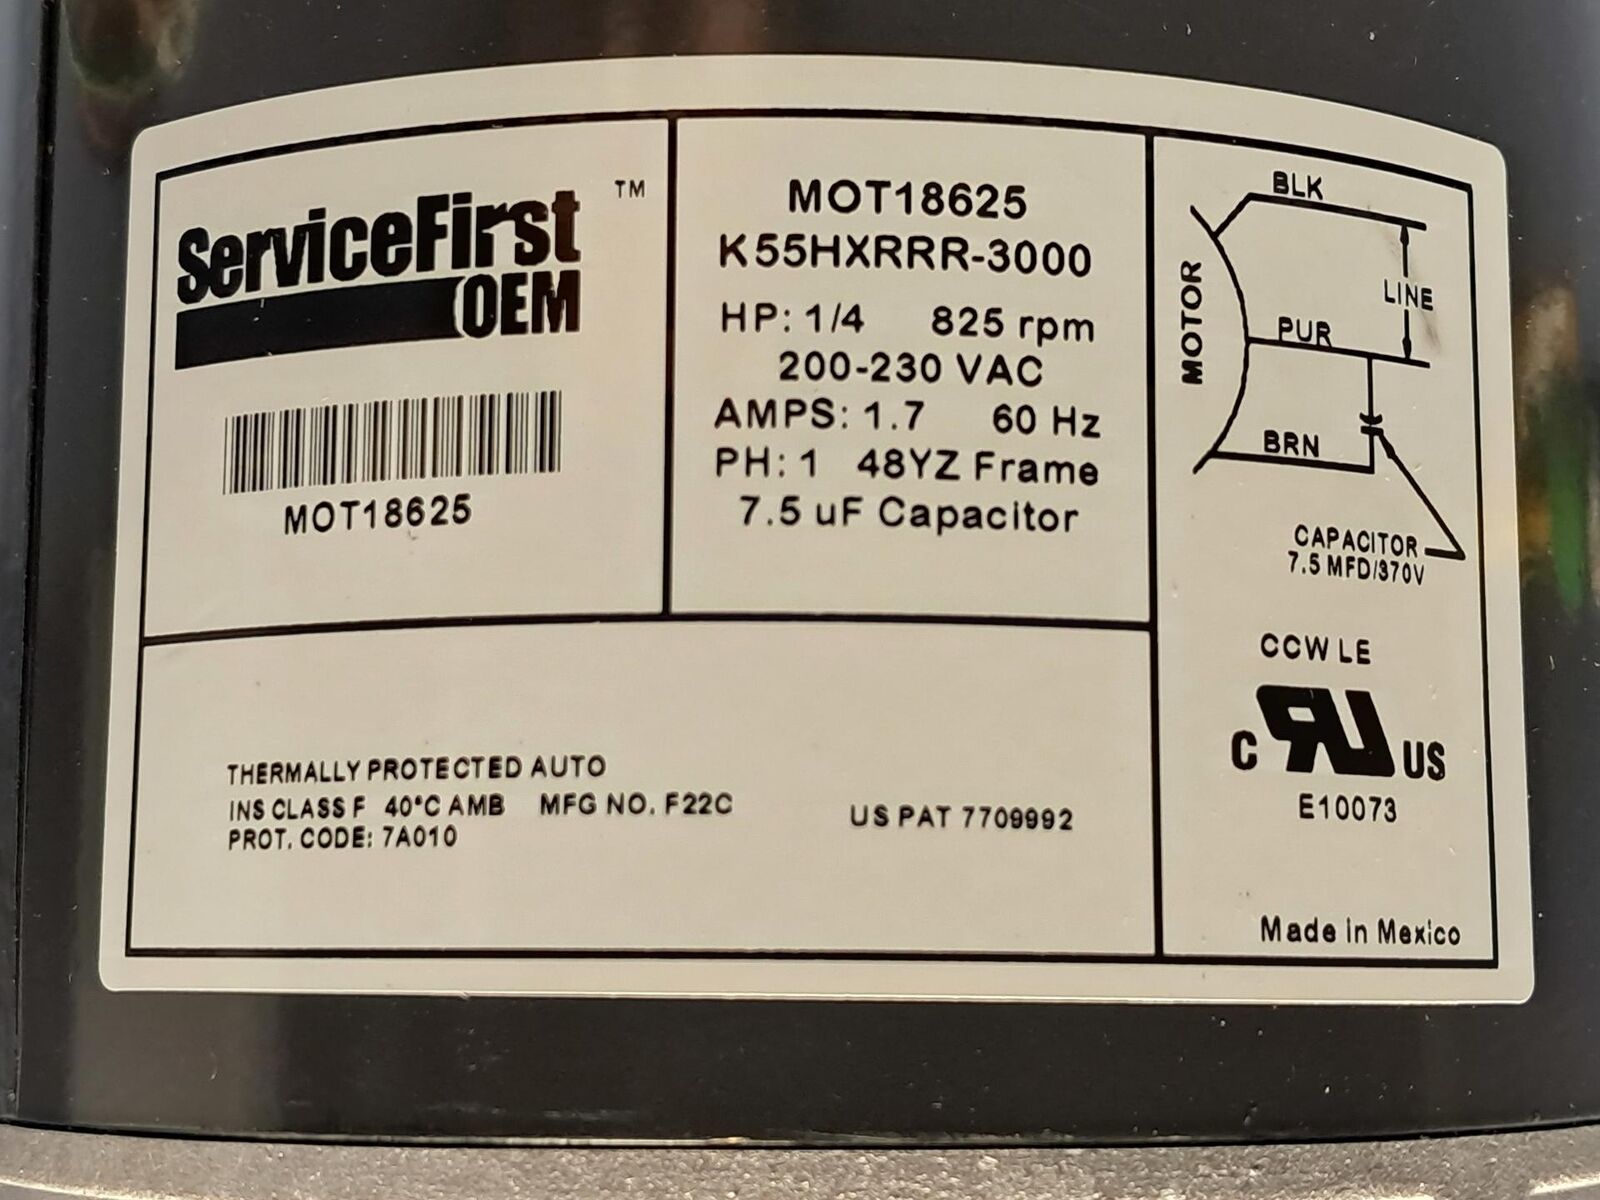 ServiceFirst ™
OEM
MOT18625
MOT18625
K55HXRRR-3000
HP: 1/4 825 rpm
200-230 VAC
AMPS: 1.7 60 Hz
PH: 1 48YZ Frame
7.5 uF Capacitor
BLK
LINE
MOTOR
PUR
BRN
CAPACITOR
7.5 MFD/370V
CCW LE
C RU US
E10073
Made in Mexico
THERMALLY PROTECTED AUTO
INS CLASS F 40°C AMB MFG NO. F22C
PROT. CODE: 7A010
US PAT 7709992